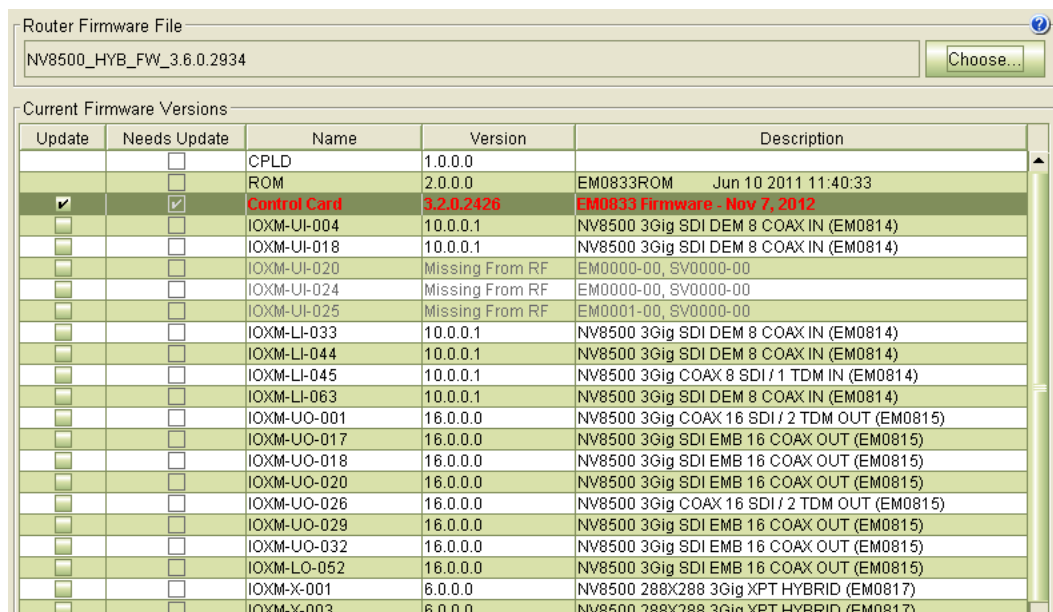 Router Firmware File
?
NV8500_HYB_FW_3.6.0.2934 Choose...
Current Firmware Versions
Update Needs Update Name Version Description
CPLD 1.0.0.0
ROM 2.0.0.0 EM0833ROM Jun 10 2011 11:40:33
Control Card 3.2.0.2426 EM0833 Firmware - Nov 7, 2012
IOXM-UI-004 10.0.0.1 NV8500 3Gig SDI DEM 8 COAX IN (EM0814)
IOXM-UI-018 10.0.0.1 NV8500 3Gig SDI DEM 8 COAX IN (EM0814)
IOXM-UI-020 Missing From RF EM0000-00, SV0000-00
IOXM-UI-024 Missing From RF EM0000-00, SV0000-00
IOXM-UI-025 Missing From RF EM0001-00, SV0000-00
IOXM-LI-033 10.0.0.1 NV8500 3Gig SDI DEM 8 COAX IN (EM0814)
IOXM-LI-044 10.0.0.1 NV8500 3Gig SDI DEM 8 COAX IN (EM0814)
IOXM-LI-045 10.0.0.1 NV8500 3Gig COAX 8 SDI / 1 TDM IN (EM0814)
IOXM-LI-063 10.0.0.1 NV8500 3Gig SDI DEM 8 COAX IN (EM0814)
IOXM-UO-001 16.0.0.0 NV8500 3Gig COAX 16 SDI / 2 TDM OUT (EM0815)
IOXM-UO-017 16.0.0.0 NV8500 3Gig SDI EMB 16 COAX OUT (EM0815)
IOXM-UO-018 16.0.0.0 NV8500 3Gig SDI EMB 16 COAX OUT (EM0815)
IOXM-UO-020 16.0.0.0 NV8500 3Gig SDI EMB 16 COAX OUT (EM0815)
IOXM-UO-026 16.0.0.0 NV8500 3Gig COAX 16 SDI / 2 TDM OUT (EM0815)
IOXM-UO-029 16.0.0.0 NV8500 3Gig SDI EMB 16 COAX OUT (EM0815)
IOXM-UO-032 16.0.0.0 NV8500 3Gig SDI EMB 16 COAX OUT (EM0815)
IOXM-LO-052 16.0.0.0 NV8500 3Gig SDI EMB 16 COAX OUT (EM0815)
IOXM-X-001 6.0.0.0 NV8500 288X288 3Gig XPT HYBRID (EM0817)
IOXM-X-003 6.0.0.0 NV8500 288X288 3Gig XPT HYBRID (EM0817)